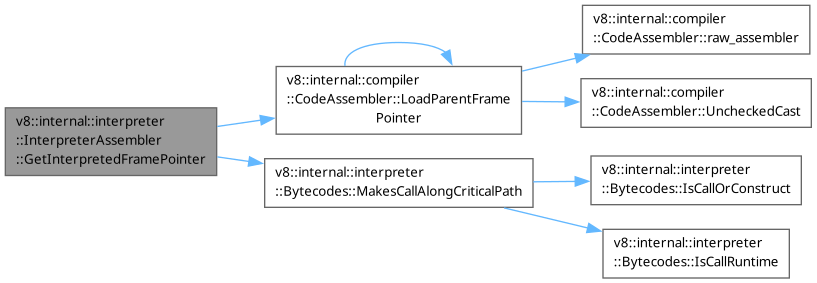 v8::internal::interpreter
::InterpreterAssembler
::GetInterpretedFramePointer
v8::internal::compiler
::CodeAssembler::LoadParentFrame
Pointer
v8::internal::compiler
::CodeAssembler::raw_assembler
v8::internal::compiler
::CodeAssembler::UncheckedCast
v8::internal::interpreter
::Bytecodes::MakesCallAlongCriticalPath
v8::internal::interpreter
::Bytecodes::IsCallOrConstruct
v8::internal::interpreter
::Bytecodes::IsCallRuntime